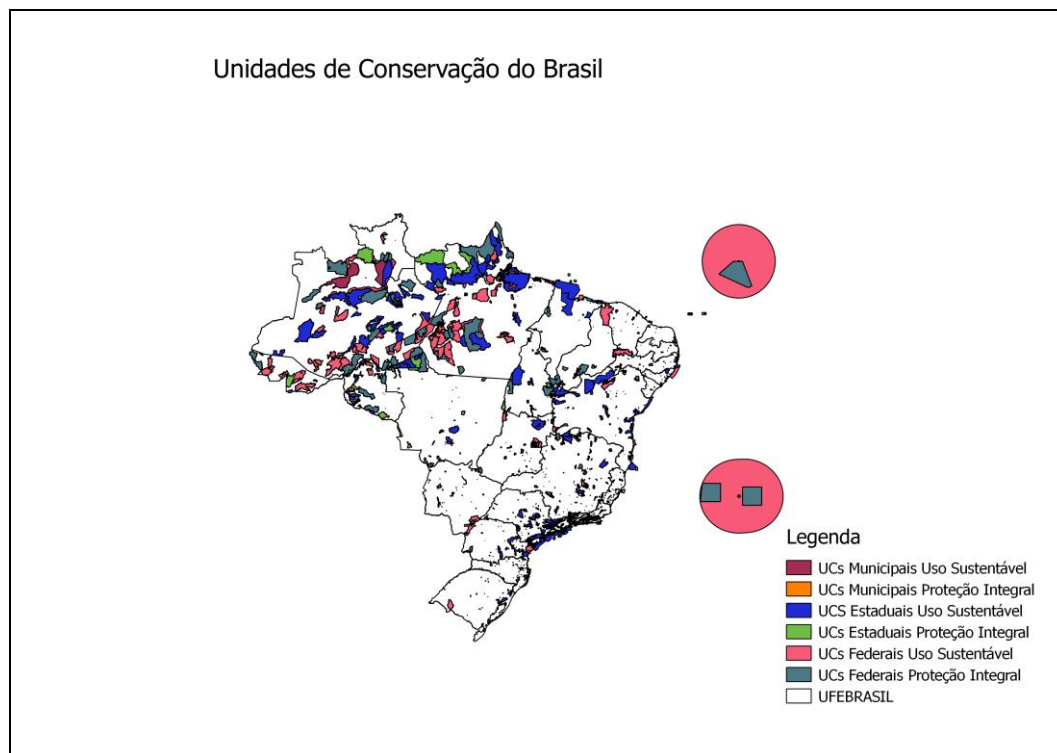 Unidades de Conservação do Brasil
Legenda
UCs Municipais Uso Sustentável
UCs Municipais Proteção Integral
UCS Estaduais Uso Sustentável
UCs Estaduais Proteção Integral
UCs Federais Uso Sustentável
UCs Federais Proteção Integral
UFEBRASIL